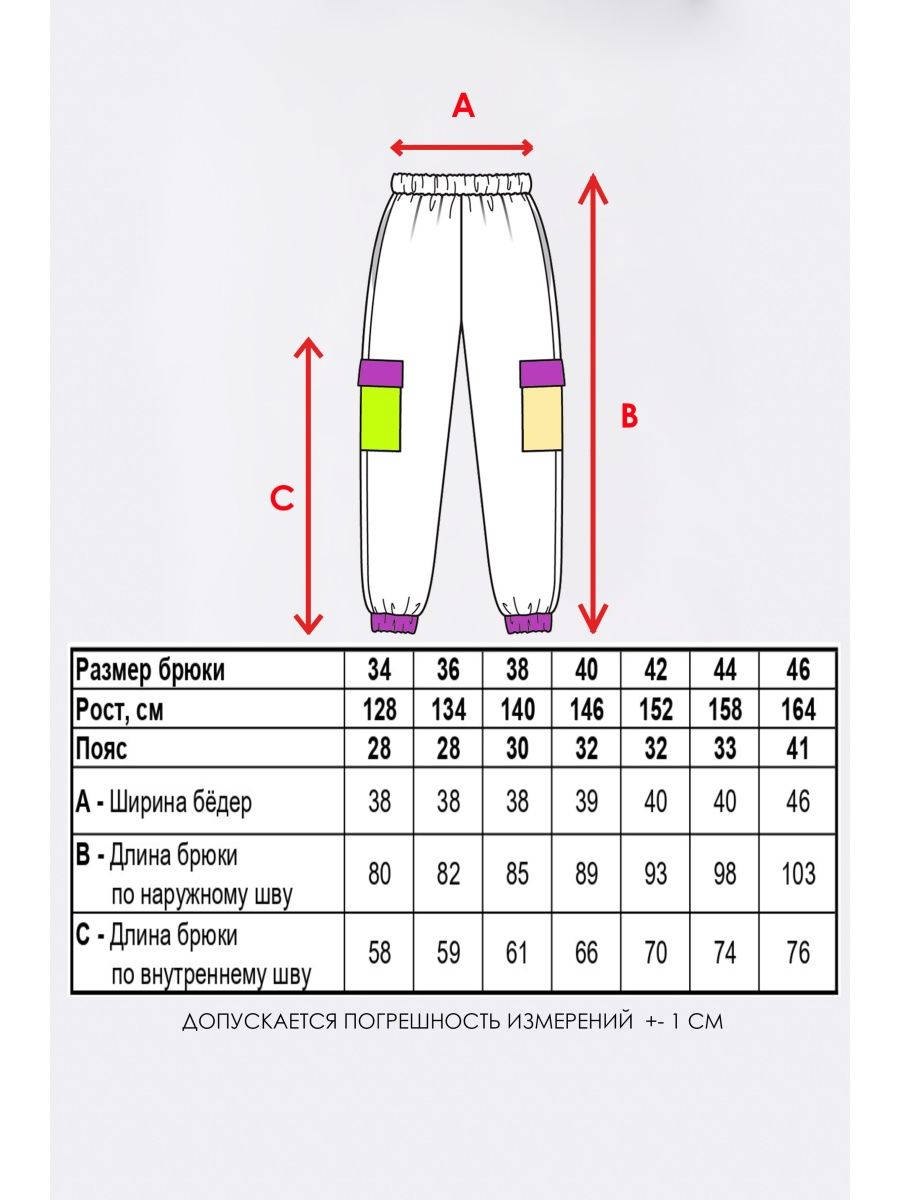 A
B
C
Размер брюки 34 36 38 40 42 44 46
Рост, см 128 134 140 146 152 158 164
Пояс 28 28 30 32 32 33 41
A - Ширина бёдер 38 38 38 39 40 40 46
B - Длина брюки
по наружному шву 80 82 85 89 93 98 103
C - Длина брюки
по внутреннему шву 58 59 61 66 70 74 76
ДОПУСКАЕТСЯ ПОГРЕШНОСТЬ ИЗМЕРЕНИЙ +- 1 СМ